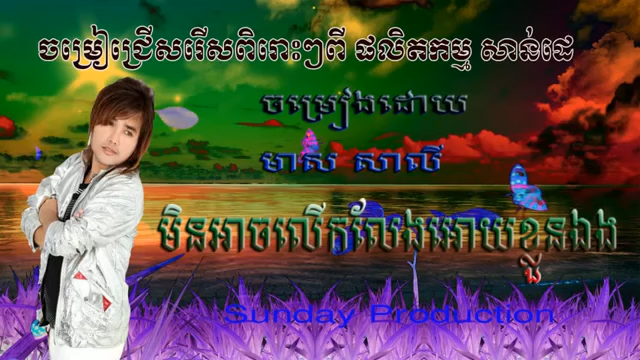 ចម្រៀជ្រើសរើសពិរោះៗពី ផលិតកម្ម សាន់ដេ
ចម្រៀងដោយ
មាស សាលី
មិនអាចលើកលែងអោយខ្លួនឯង
Sunday Production